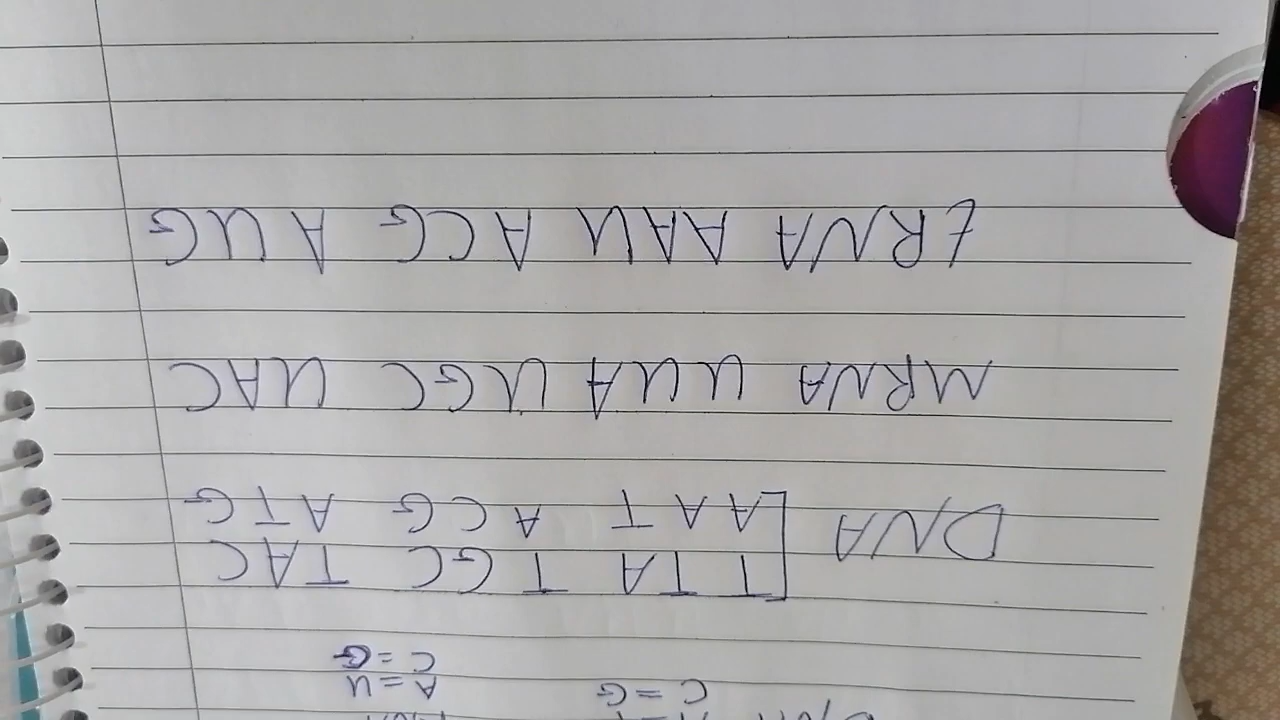 C = G A = U
C = G
TTA TGC TAC
DNA AAT ACG ATG
MRNA UUA UGC UAC
tRNA AAU ACG AUG